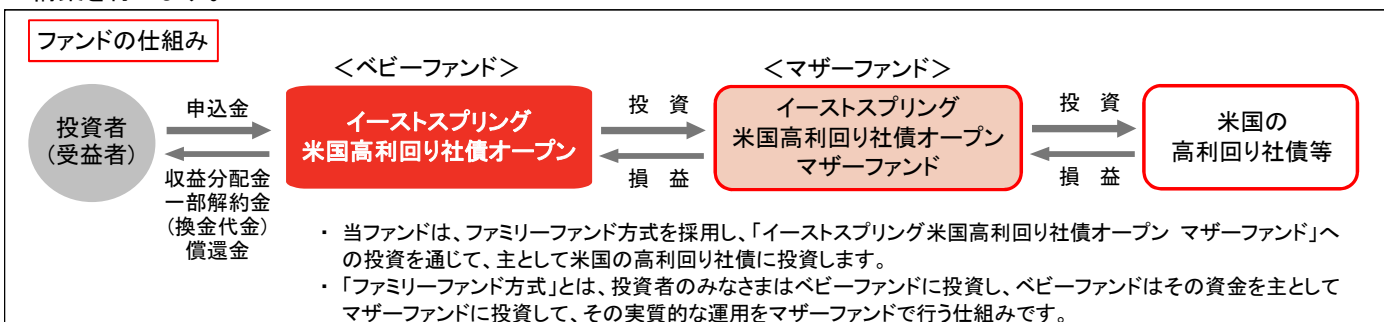 ファンドの仕組み
<ベビーファンド>
<マザーファンド>
投資者
(受益者)
申込金
収益分配金
一部解約金
(換金代金)
償還金
イーストスプリング
米国高利回り社債オープン
投 資
損 益
イーストスプリング
米国高利回り社債オープン
マザーファンド
投 資
損 益
米国の
高利回り社債等
・ 当ファンドは、ファミリーファンド方式を採用し、「イーストスプリング米国高利回り社債オープン マザーファンド」へ
の投資を通じて、主として米国の高利回り社債に投資します。
・ 「ファミリーファンド方式」とは、投資者のみなさまはベビーファンドに投資し、ベビーファンドはその資金を主として
マザーファンドに投資して、その実質的な運用をマザーファンドで行う仕組みです。